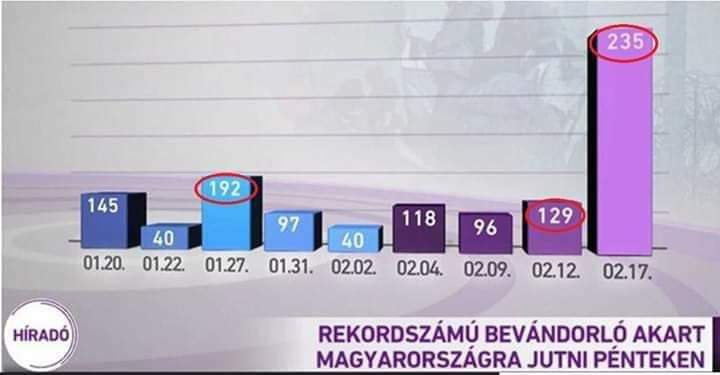 235
192
145
40
97
40
118
96
129
01.20. 01.22. 01.27. 01.31. 02.02. 02.04. 02.09. 02.12. 02.17.
HÍRADÓ
REKORDSZÁMÚ BEVÁNDORLÓ AKART
MAGYARORSZÁGRA JUTNI PÉNTEKEN